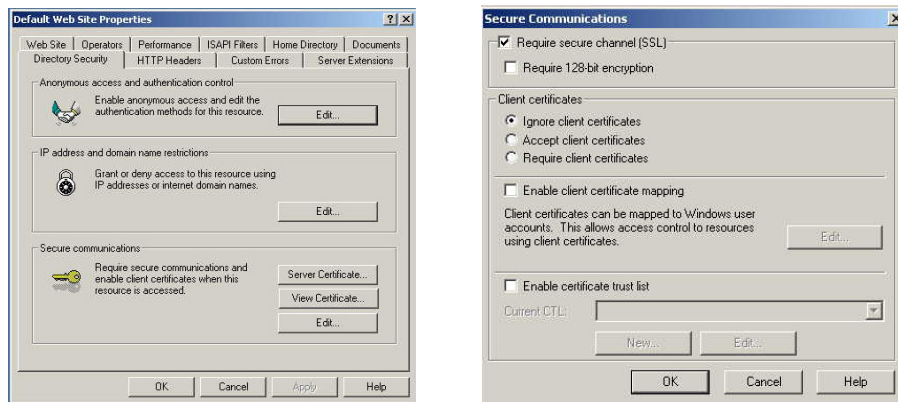 Default Web Site Properties
Web Site | Operators | Performance | ISAPI Filters | Home Directory | Documents
Directory Security | HTTP Headers | Custom Errors | Server Extensions
Anonymous access and authentication control
Enable anonymous access and edit the
authentication methods for this resource.
Edit...
IP address and domain name restrictions
Grant or deny access to this resource using
IP addresses or internet domain names.
Edit...
Secure communications
Require secure communications and
enable client certificates when this
resource is accessed.
Server Certificate...
View Certificate...
Edit...
OK Cancel Apply Help
Secure Communications
Require secure channel (SSL)
Require 128-bit encryption
Client certificates
Ignore client certificates
Accept client certificates
Require client certificates
Enable client certificate mapping
Client certificates can be mapped to Windows user
accounts. This allows access control to resources
using client certificates.
Edit...
Enable certificate trust list
Current CTL:
New... Edit...
OK Cancel Help